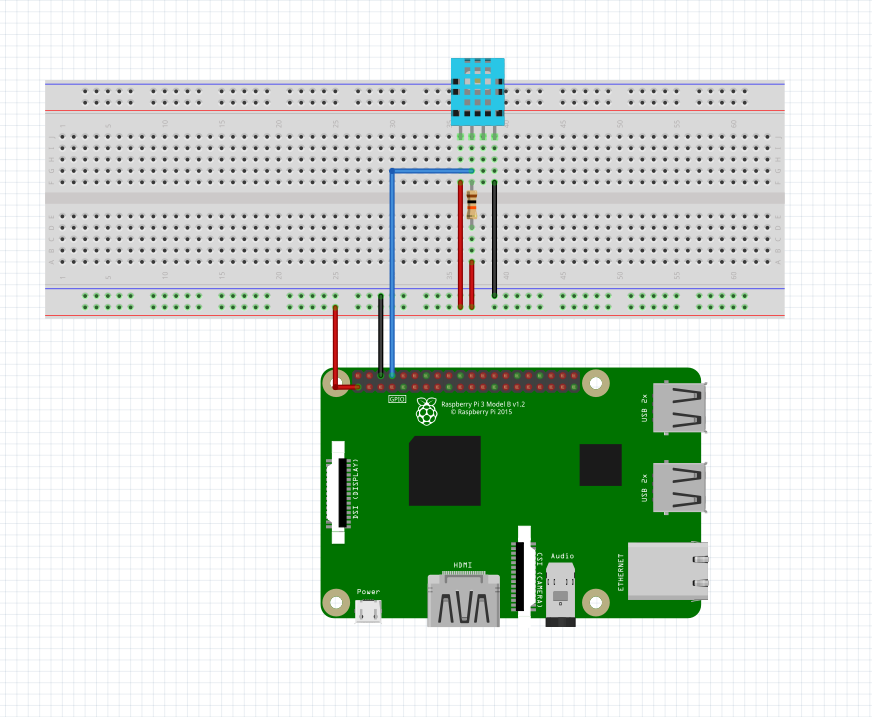 1 5 10 15 20 25 30 35 40 45 50 55 60
J
I
H
G
F
E
D
C
B
A
1 5 10 15 20 25 30 35 40 45 50 55 60
GPIO
Raspberry Pi 3 Model B v1.2
© Raspberry Pi 2015
USB 2x
DSI (DISPLAY)
USB 2x
HDMI
CSI (CAMERA)
Audio
ETHERNET
Power